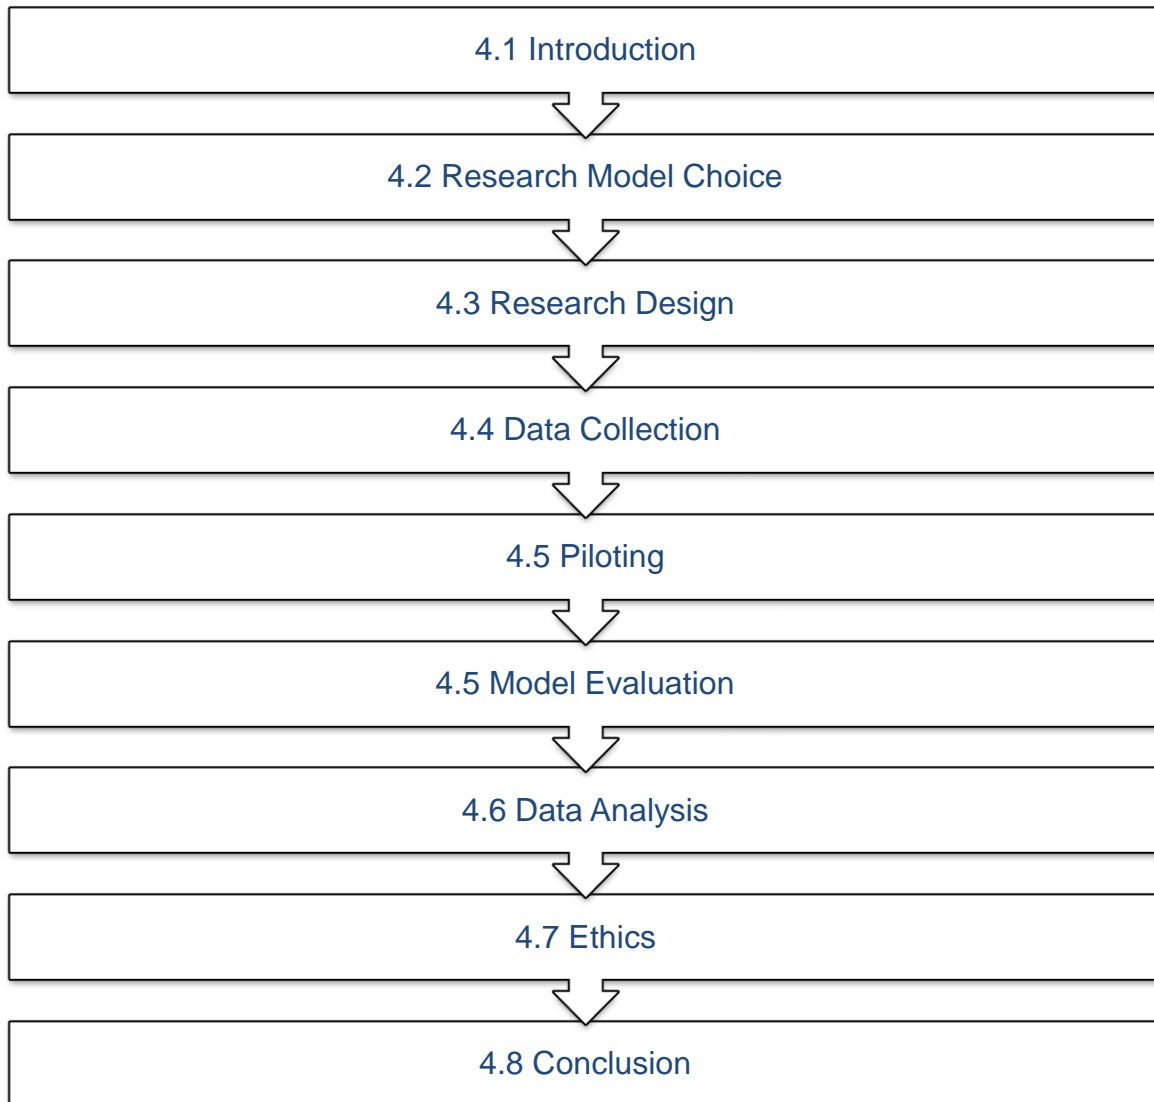 4.1 Introduction
4.2 Research Model Choice
4.3 Research Design
4.4 Data Collection
4.5 Piloting
4.5 Model Evaluation
4.6 Data Analysis
4.7 Ethics
4.8 Conclusion